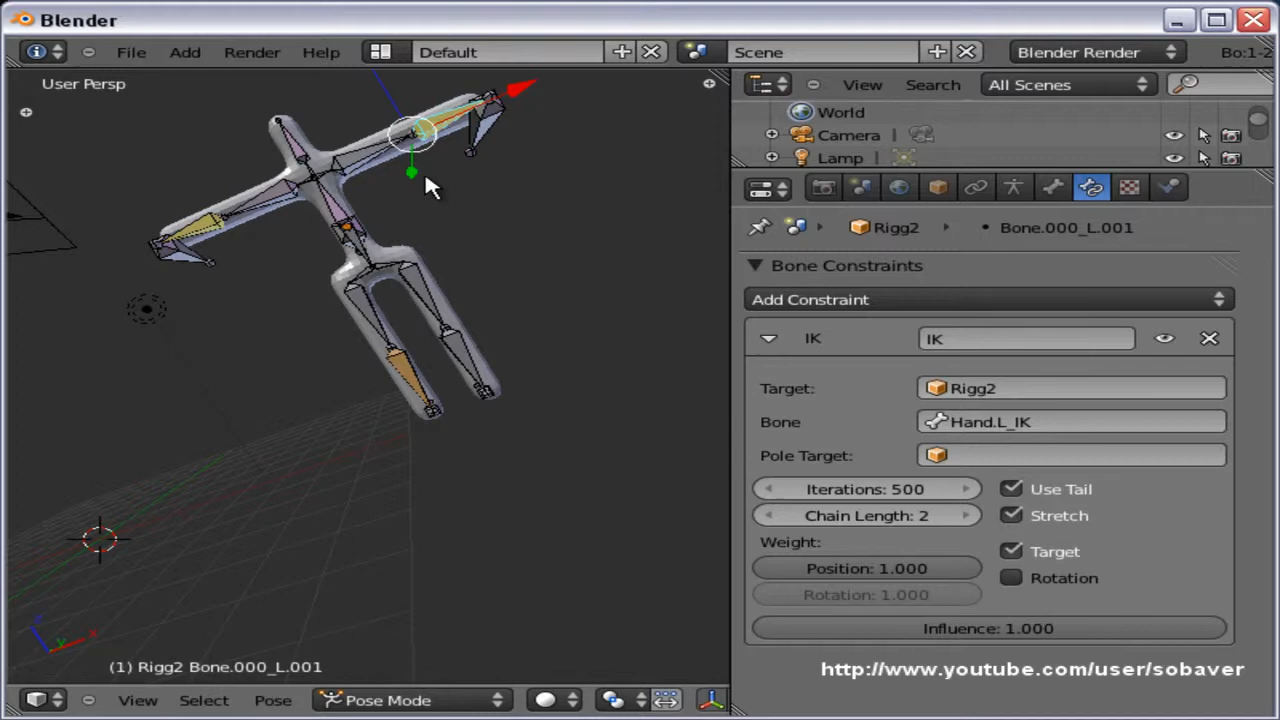 Blender
File Add Render Help Default Scene Blender Render Bo:1-2
User Persp
View Search All Scenes
World
Camera
Lamp
Rigg2 Bone.000_L.001
Bone Constraints
Add Constraint
IK IK
Target: Rigg2
Bone Hand.L_IK
Pole Target:
Iterations: 500 Use Tail
Chain Length: 2 Stretch
Weight:
Target
Position: 1.000
Rotation
Rotation: 1.000
Influence: 1.000
(1) Rigg2 Bone.000_L.001
http://www.youtube.com/user/sobaver
View Select Pose Pose Mode
x
y
z